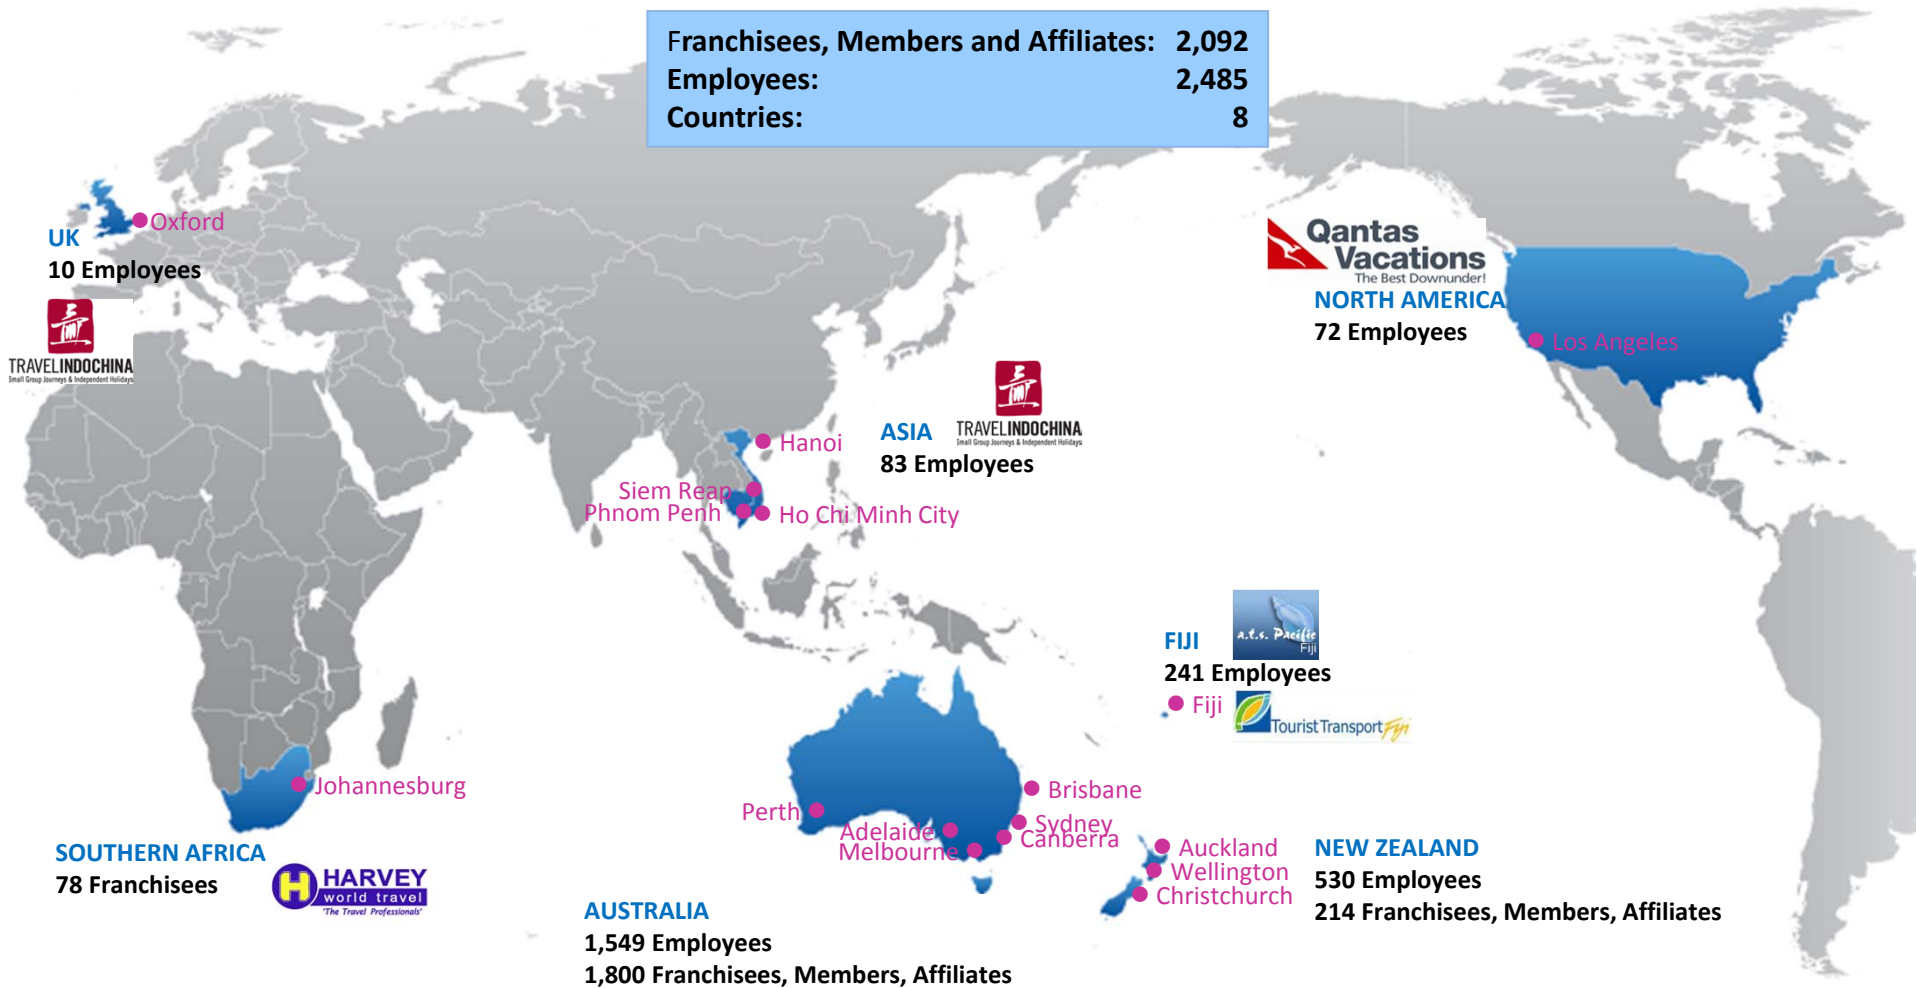 Franchisees, Members and Affiliates: 2,092
Employees: 2,485
Countries: 8
Oxford
UK
10 Employees
TRAVELINDOCHINA
Small Group Journeys & Independent Holidays
Qantas
Vacations
The Best Downunder!
NORTH AMERICA
72 Employees
Los Angeles
ASIA
83 Employees
TRAVELINDOCHINA
Small Group Journeys & Independent Holidays
Hanoi
Siem Reap
Phnom Penh
Ho Chi Minh City
FIJI
241 Employees
a.t.s. Pacific
Fiji
Fiji
Tourist Transport Fiji
Johannesburg
SOUTHERN AFRICA
78 Franchisees
H HARVEY
world travel
'The Travel Professionals'
Perth
Adelaide
Melbourne
Brisbane
Sydney
Canberra
AUSTRALIA
1,549 Employees
1,800 Franchisees, Members, Affiliates
Auckland
Wellington
Christchurch
NEW ZEALAND
530 Employees
214 Franchisees, Members, Affiliates